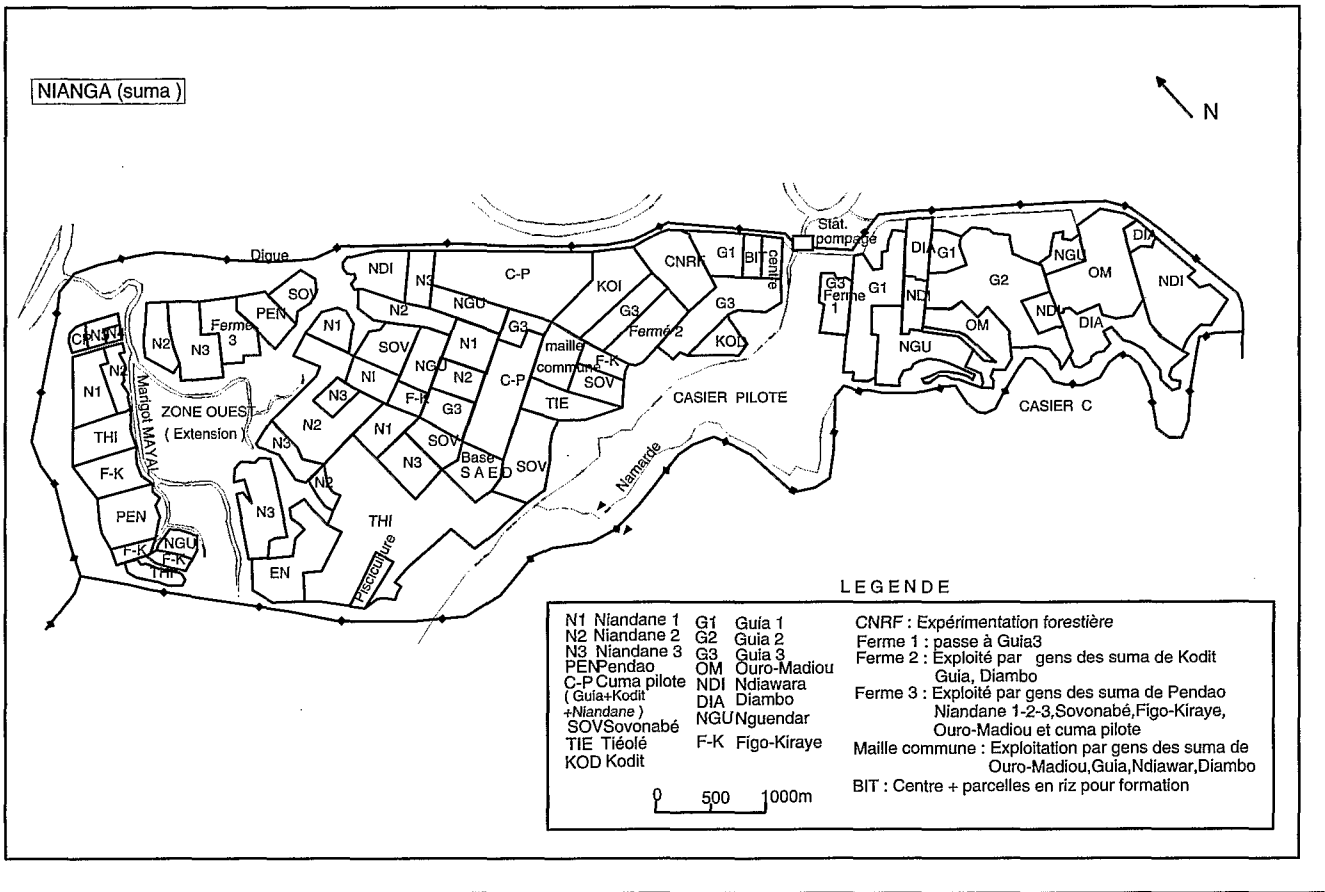 NIANGA (suma )
N
Digue
Stat.
pompage
NDI
N3
C-P
KOI
CNRF
G1
BIT
centre
G3
Ferme
1
G1
DIA
G1
NDI
G2
NGU
OM
DIA
NDI
NDI
DIA
OM
NGU
SOV
PEN
Ferme
3
N2
N3
CP
N3
N4
N2
N1
THI
F-K
PEN
F-K
NGU
F-K
THI
Marigot MAYAL
ZONE OUEST
( Extension )
N2
NGU
N1
SOV
NGU
N1
N2
G3
C-P
maille
commune
G3
Fermé 2
G3
KOD
F-K
SOV
TIE
NI
N3
N2
N3
F-K
G3
N1
N3
SOV
Base
S A E D
SOV
N2
N3
EN
THI
Pisciculture
CASIER PILOTE
Namarde
CASIER C
LEGENDE
N1 Niandane 1
N2 Niandane 2
N3 Niandane 3
PENPendao
C-P Cuma pilote
( Guia+Kodit
+Niandane )
SOVSovonabé
TIE Tiéolé
KOD Kodit
G1 Guía 1
G2 Guia 2
G3 Guia 3
OM Ouro-Madiou
NDI Ndiawara
DIA Diambo
NGU Nguendar
F-K Figo-Kiraye
CNRF : Expérimentation forestière
Ferme 1 : passe à Guia3
Ferme 2 : Exploité par gens des suma de Kodit
Guia, Diambo
Ferme 3 : Exploité par gens des suma de Pendao
Niandane 1-2-3,Sovonabé,Figo-Kiraye,
Ouro-Madiou et cuma pilote
Maille commune : Exploitation par gens des suma de
Ouro-Madiou,Guia,Ndiawar,Diambo
BIT : Centre + parcelles en riz pour formation
0 500 1000m